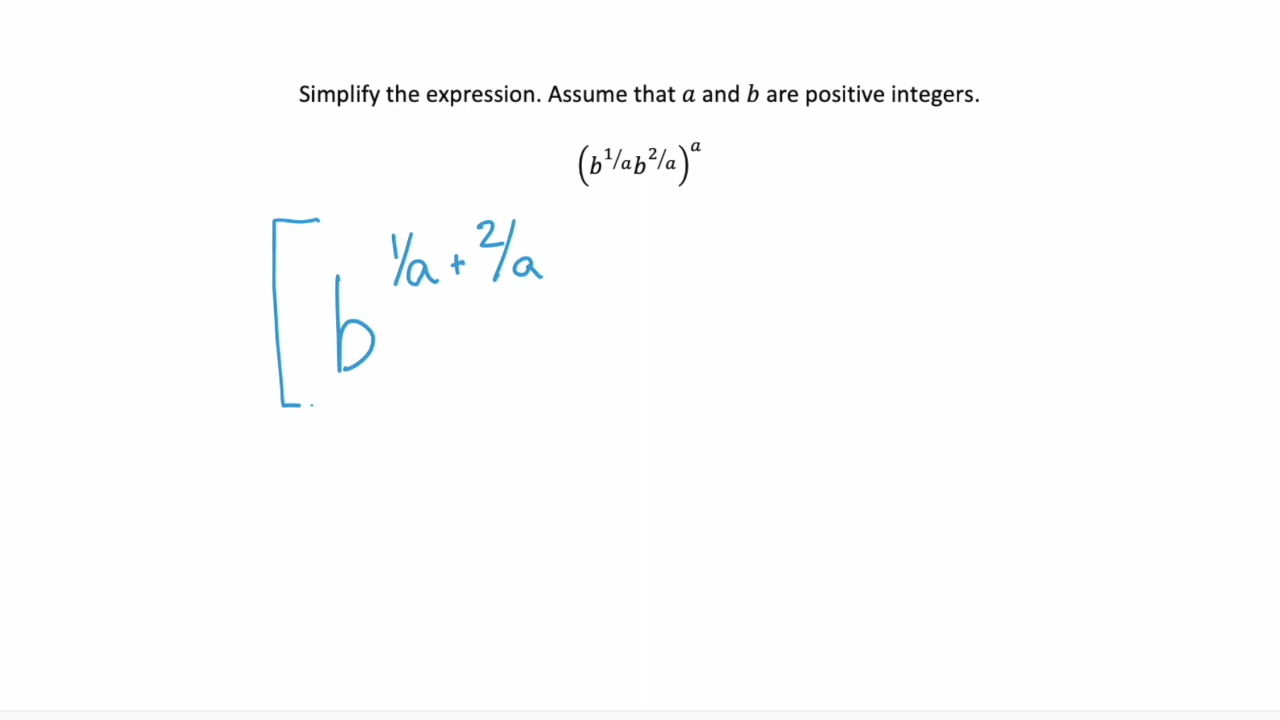 Simplify the expression. Assume that a and b are positive integers.
(b^1/a b^2/a)^a
[b^1/a + 2/a